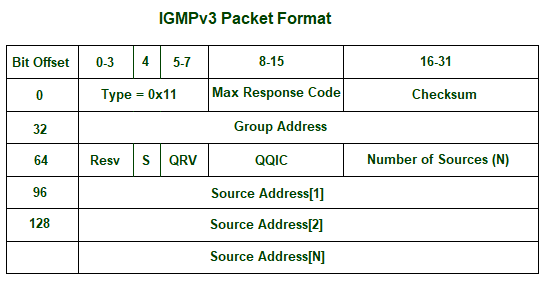 IGMPv3 Packet Format
Bit Offset 0-3 4 5-7 8-15 16-31
0 Type = 0x11 Max Response Code Checksum
32 Group Address
64 Resv S QRV QQIC Number of Sources (N)
96 Source Address[1]
128 Source Address[2]
Source Address[N]